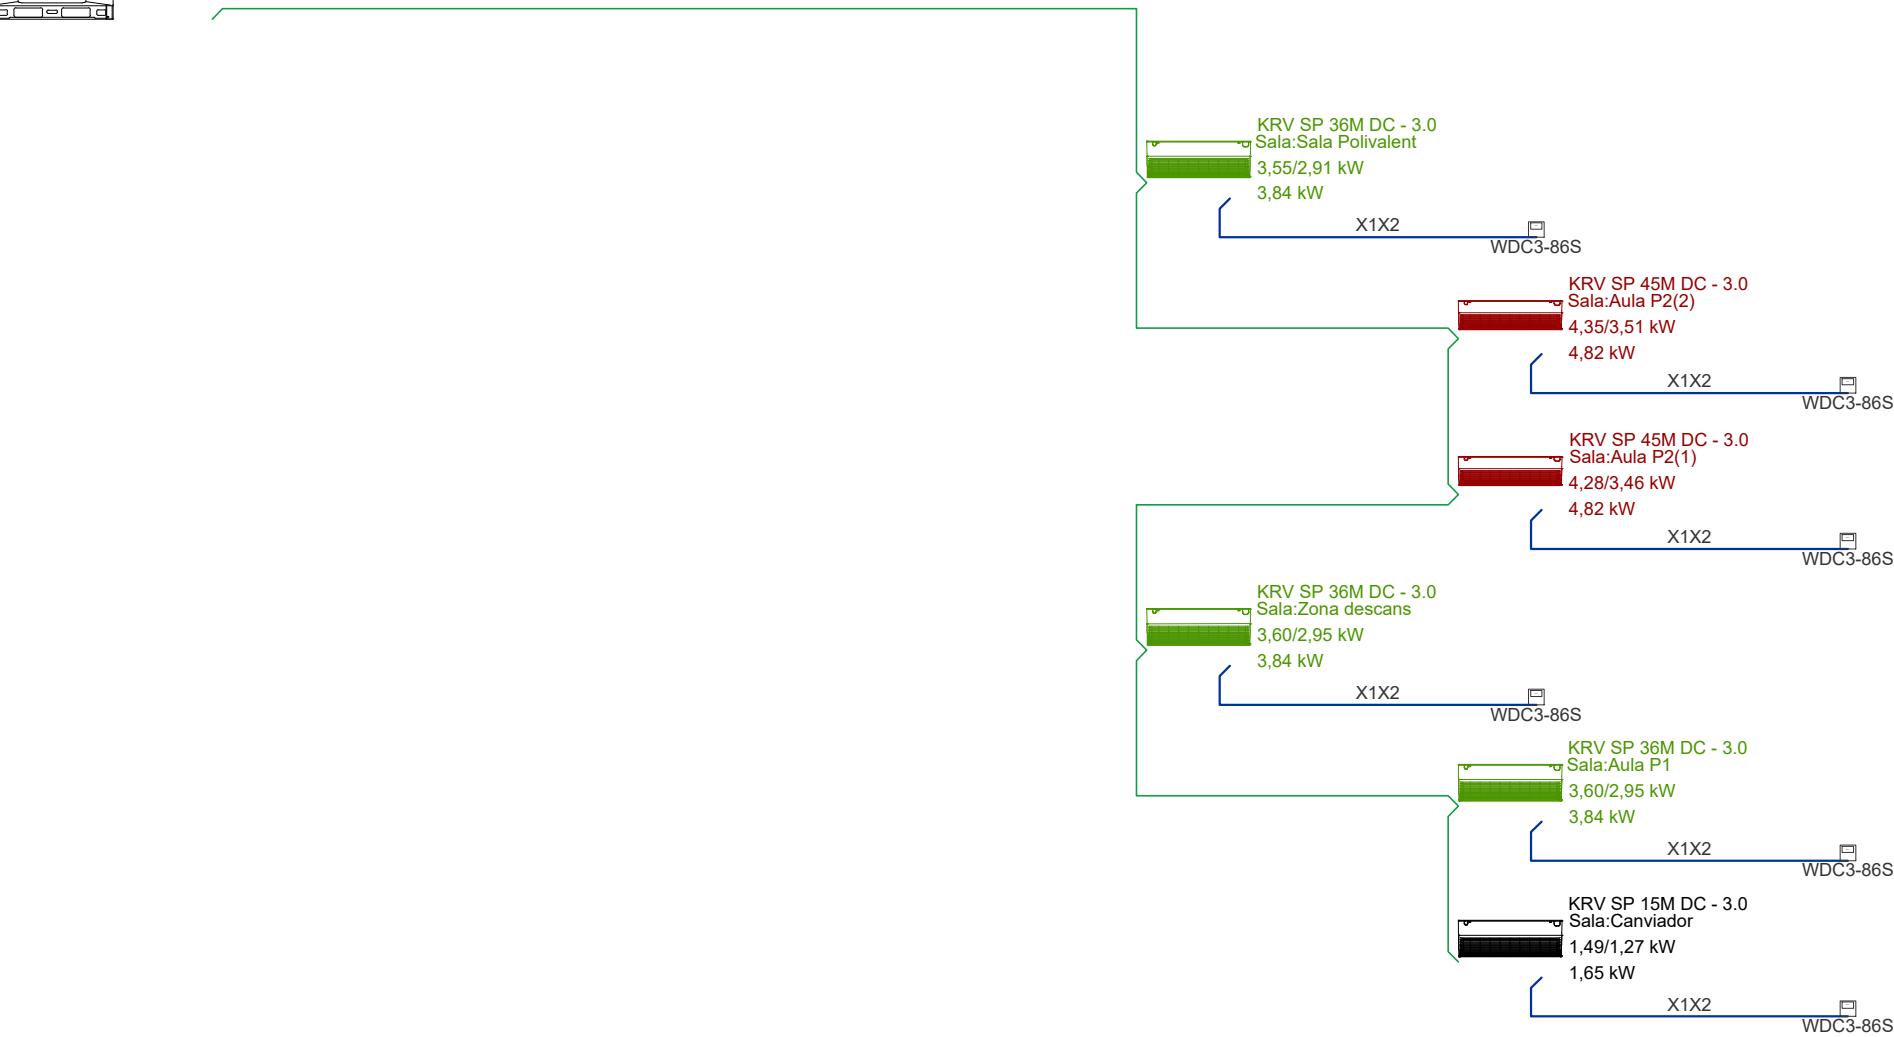 KRV SP 36M DC - 3.0
Sala:Sala Polivalent
3,55/2,91 kW
3,84 kW
X1X2
WDC3-86S
KRV SP 45M DC - 3.0
Sala:Aula P2(2)
4,35/3,51 kW
4,82 kW
X1X2
WDC3-86S
KRV SP 45M DC - 3.0
Sala:Aula P2(1)
4,28/3,46 kW
4,82 kW
X1X2
WDC3-86S
KRV SP 36M DC - 3.0
Sala:Zona descans
3,60/2,95 kW
3,84 kW
X1X2
WDC3-86S
KRV SP 36M DC - 3.0
Sala:Aula P1
3,60/2,95 kW
3,84 kW
X1X2
WDC3-86S
KRV SP 15M DC - 3.0
Sala:Canviador
1,49/1,27 kW
1,65 kW
X1X2
WDC3-86S